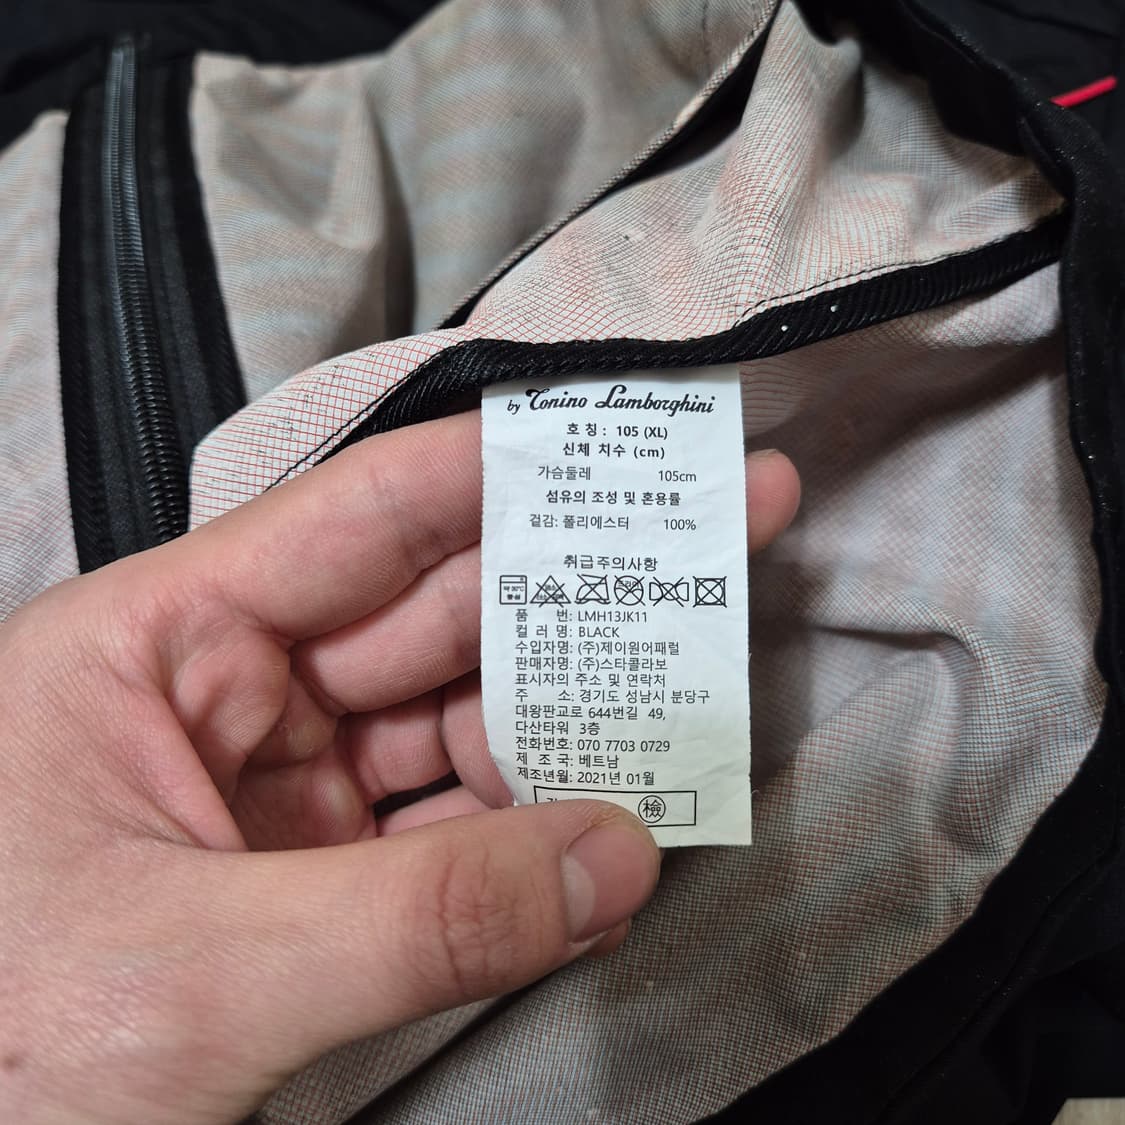 by Tonino Lamborghini
호 칭 : 105 (XL)
신체 치수 (cm)
가슴둘레 105cm
섬유의 조성 및 혼용률
겉감: 폴리에스터 100%
취급주의사항
약 30℃
중성
品 번: LMH13JK11
컬 러 명: BLACK
수입자명: (주)제이원어패럴
판매자명: (주)스타콜라보
표시자의 주소 및 연락처
주 소: 경기도 성남시 분당구
대왕판교로 644번길 49,
다산타워 3층
전화번호: 070 7703 0729
제 조 국: 베트남
제조년월: 2021년 01월
檢